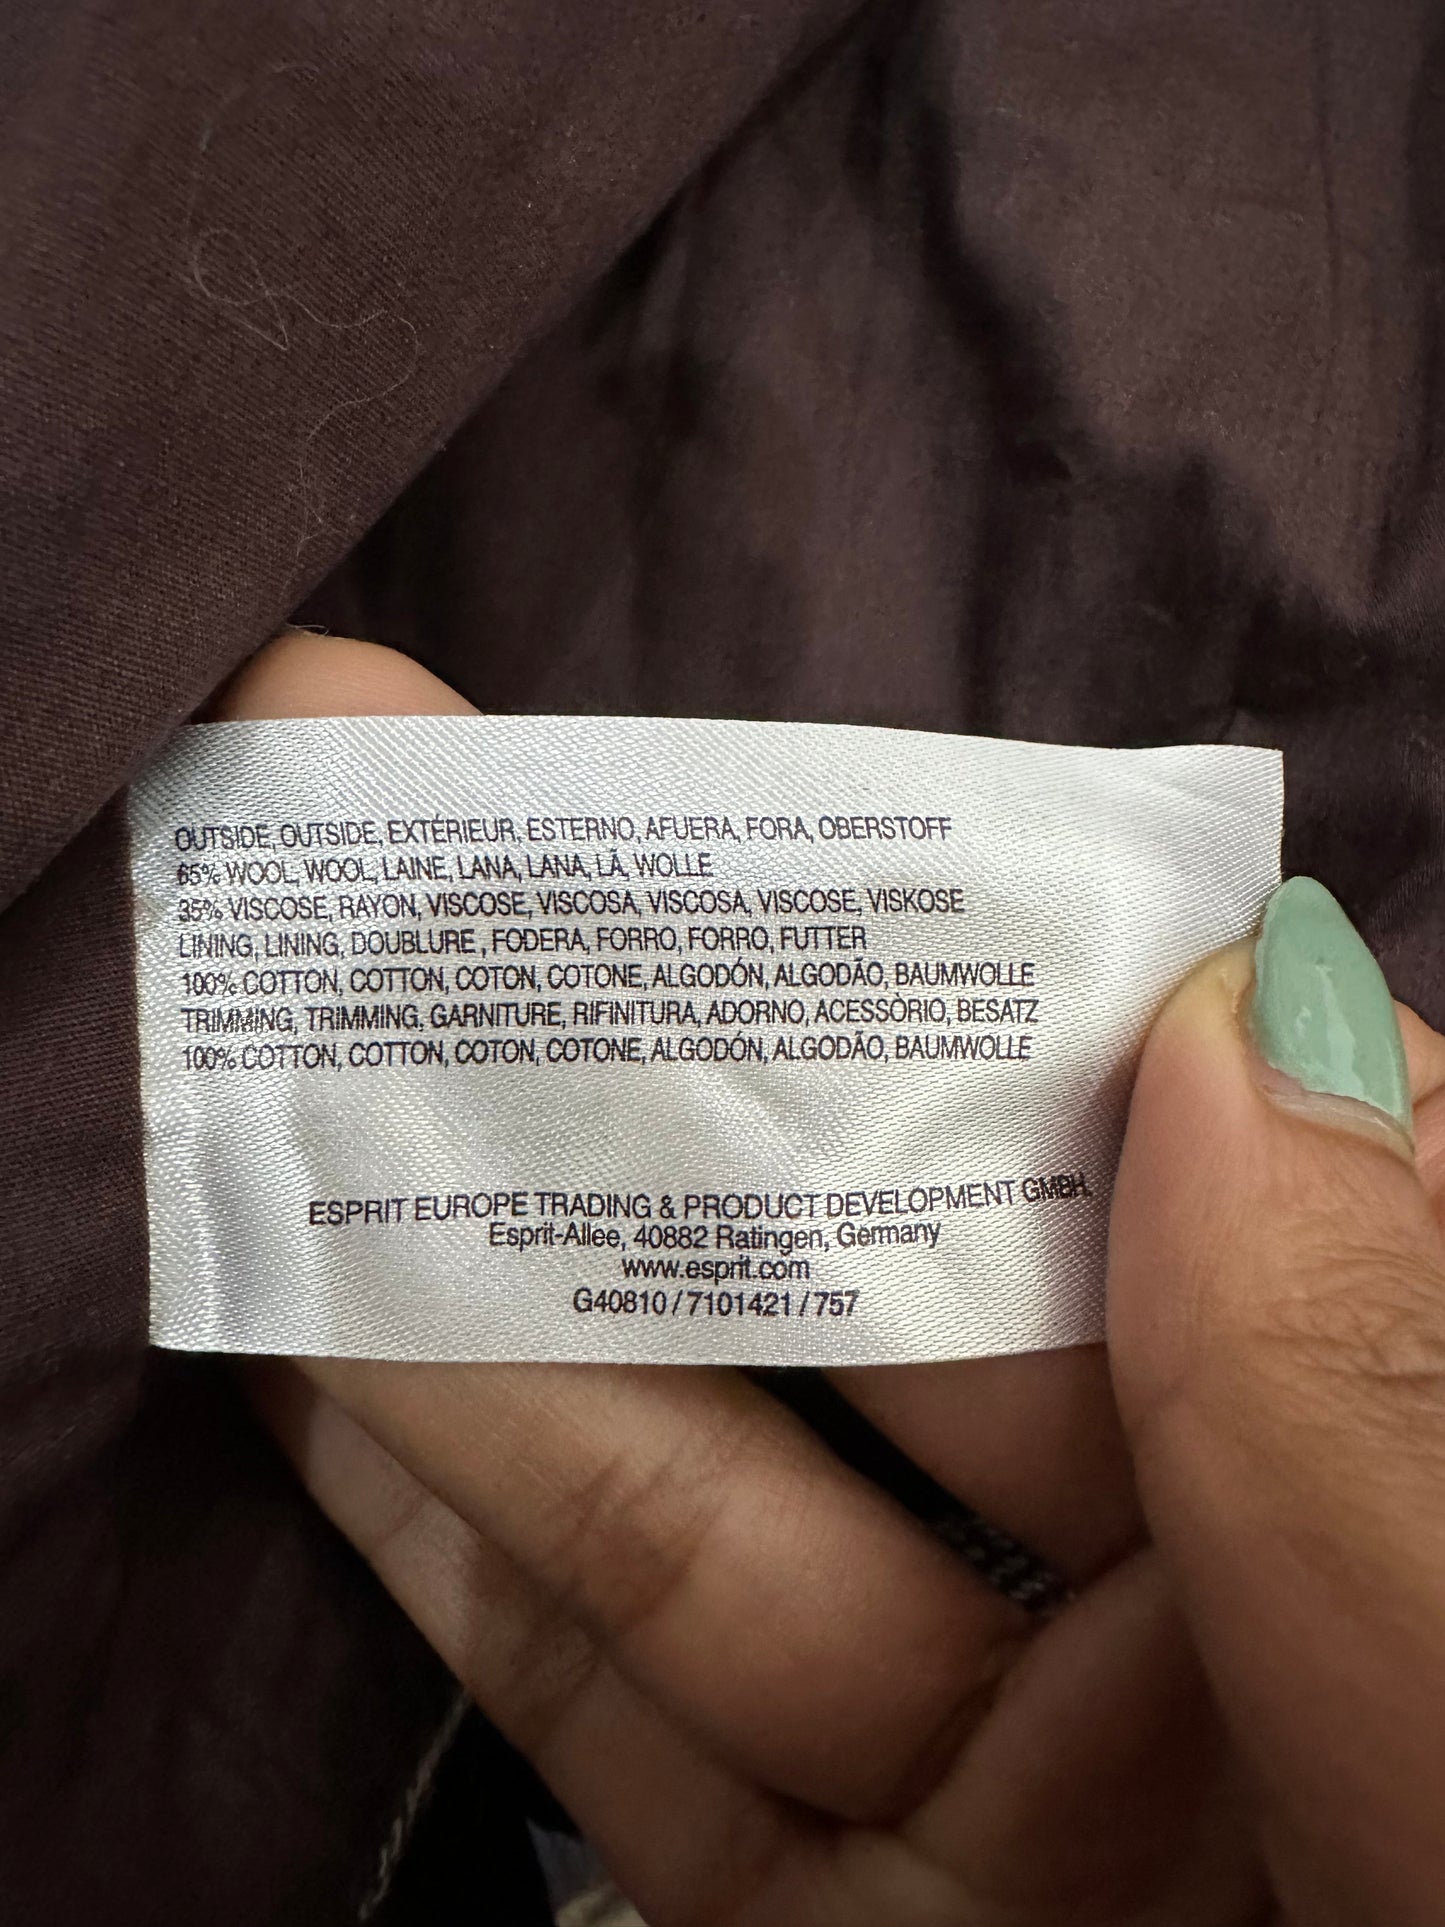 OUTSIDE, OUTSIDE, EXTÉRIEUR, ESTERNO, AFUERA, FORA, OBERSTOFF
65% WOOL, WOOL, LAINE, LANA, LANA, LÃ, WOLLE
35% VISCOSE, RAYON, VISCOSE, VISCOSA, VISCOSA, VISCOSE, VISKOSE
LINING, LINING, DOUBLURE , FODERA, FORRO, FORRO, FUTTER
100% COTTON, COTTON, COTON, COTONE, ALGODÓN, ALGODÃO, BAUMWOLLE
TRIMMING, TRIMMING, GARNITURE, RIFINITURA, ADORNO, ACESSÒRIO, BESATZ
100% COTTON, COTTON, COTON, COTONE, ALGODÓN, ALGODÃO, BAUMWOLLE
ESPRIT EUROPE TRADING & PRODUCT DEVELOPMENT GMBH.
Esprit-Allee, 40882 Ratingen, Germany
www.esprit.com
G40810 / 7101421 / 757